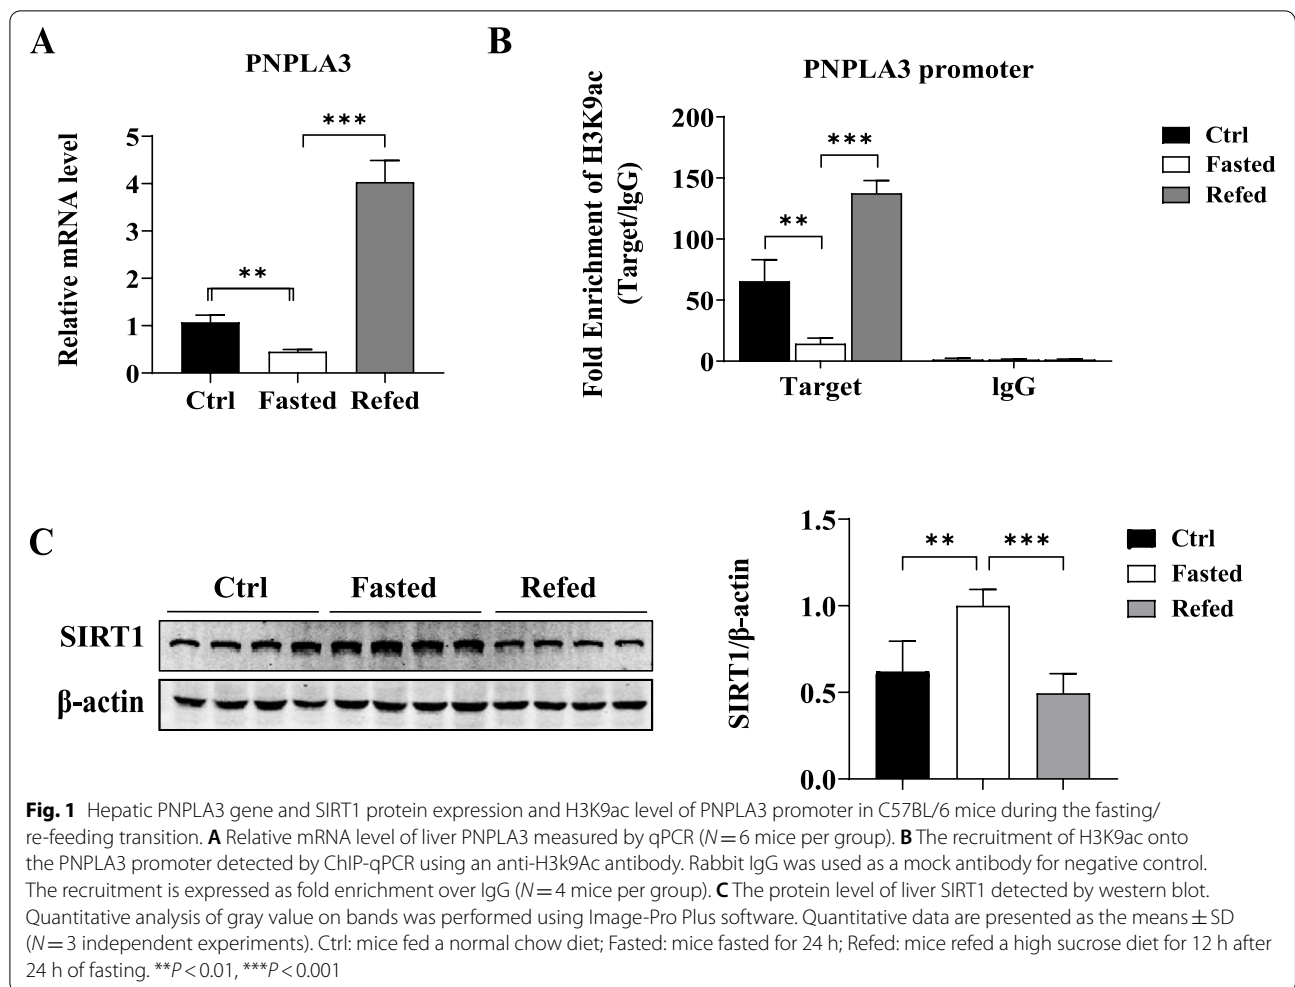 A
PNPLA3
Relative mRNA level
5
4
3
2
1
0
***
**
Ctrl Fasted Refed
B
PNPLA3 promoter
Fold Enrichment of H3K9ac
(Target/IgG)
200
150
100
50
0
***
**
Target IgG
Ctrl
Fasted
Refed
C
Ctrl Fasted Refed
SIRT1
β-actin
SIRT1/β-actin
1.5
1.0
0.5
0.0
** ***
Ctrl
Fasted
Refed
Fig. 1 Hepatic PNPLA3 gene and SIRT1 protein expression and H3K9ac level of PNPLA3 promoter in C57BL/6 mice during the fasting/
re-feeding transition. A Relative mRNA level of liver PNPLA3 measured by qPCR (N = 6 mice per group). B The recruitment of H3K9ac onto
the PNPLA3 promoter detected by ChIP-qPCR using an anti-H3k9Ac antibody. Rabbit IgG was used as a mock antibody for negative control.
The recruitment is expressed as fold enrichment over IgG (N = 4 mice per group). C The protein level of liver SIRT1 detected by western blot.
Quantitative analysis of gray value on bands was performed using Image-Pro Plus software. Quantitative data are presented as the means ± SD
(N = 3 independent experiments). Ctrl: mice fed a normal chow diet; Fasted: mice fasted for 24 h; Refed: mice refed a high sucrose diet for 12 h after
24 h of fasting. **P < 0.01, ***P < 0.001